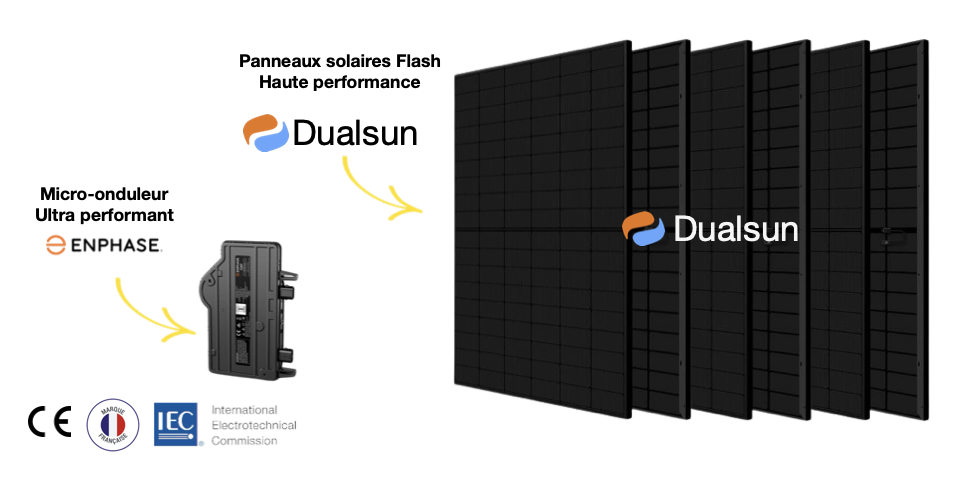 Panneaux solaires Flash
Haute performance
Dualsun
Micro-onduleur
Ultra performant
ENPHASE.
Dualsun
CE
MARQUE
FRANÇAISE
IEC
International
Electrotechnical
Commission